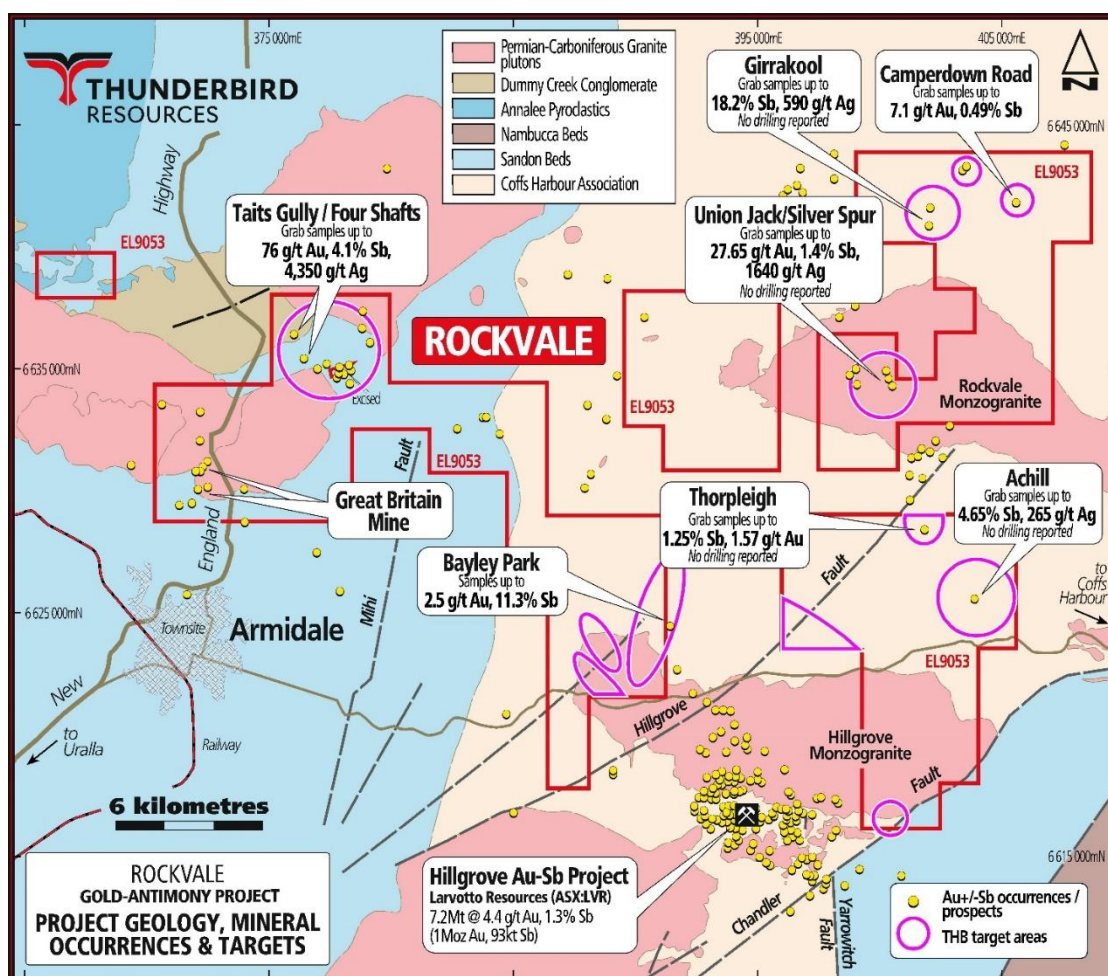 375 000mE
395 000mE
405 000mE
THUNDERBIRD
RESOURCES
Permian-Carboniferous Granite
plutons
Dummy Creek Conglomerate
Annalee Pyroclastics
Nambucca Beds
Sandon Beds
Coffs Harbour Association
Girrakool
Grab samples up to
18.2% Sb, 590 g/t Ag
No drilling reported
Camperdown Road
Grab samples up to
7.1 g/t Au, 0.49% Sb
N
6 645 000mN
EL9053
Highway
Taits Gully / Four Shafts
Grab samples up to
76 g/t Au, 4.1% Sb,
4,350 g/t Ag
Union Jack/Silver Spur
Grab samples up to
27.65 g/t Au, 1.4% Sb,
1640 g/t Ag
No drilling reported
EL9053
ROCKVALE
6 635 000mN
Excised
EL9053
Rockvale
Monzogranite
Fault
EL9053
Great Britain
Mine
England
Thorpleigh
Grab samples up to
1.25% Sb, 1.57 g/t Au
No drilling reported
Achill
Grab samples up to
4.65% Sb, 265 g/t Ag
No drilling reported
Bayley Park
Samples up to
2.5 g/t Au, 11.3% Sb
Fault
to
Coffs
Harbour
6 625 000mN
Townsite
Armidale
Mihi
EL9053
New
Hillgrove
to
Uralla
Railway
Hillgrove
Monzogranite
Fault
6 kilometres
6 615 000mN
ROCKVALE
GOLD-ANTIMONY PROJECT
PROJECT GEOLOGY, MINERAL
OCCURRENCES & TARGETS
Hillgrove Au-Sb Project
Larvotto Resources (ASX:LVR)
7.2Mt @ 4.4 g/t Au, 1.3% Sb
(1Moz Au, 93kt Sb)
Chandler
Yarrowitch
Fault
Au+/-Sb occurrences /
prospects
THB target areas